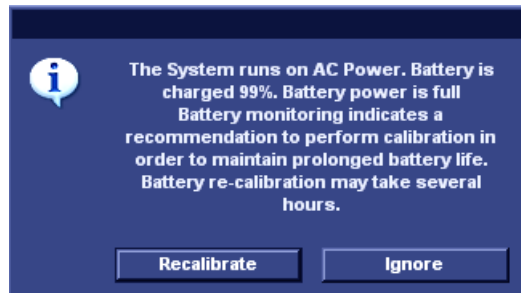 The System runs on AC Power. Battery is
charged 99%. Battery power is full
Battery monitoring indicates a
recommendation to perform calibration in
order to maintain prolonged battery life.
Battery re-calibration may take several
hours.
Recalibrate
Ignore